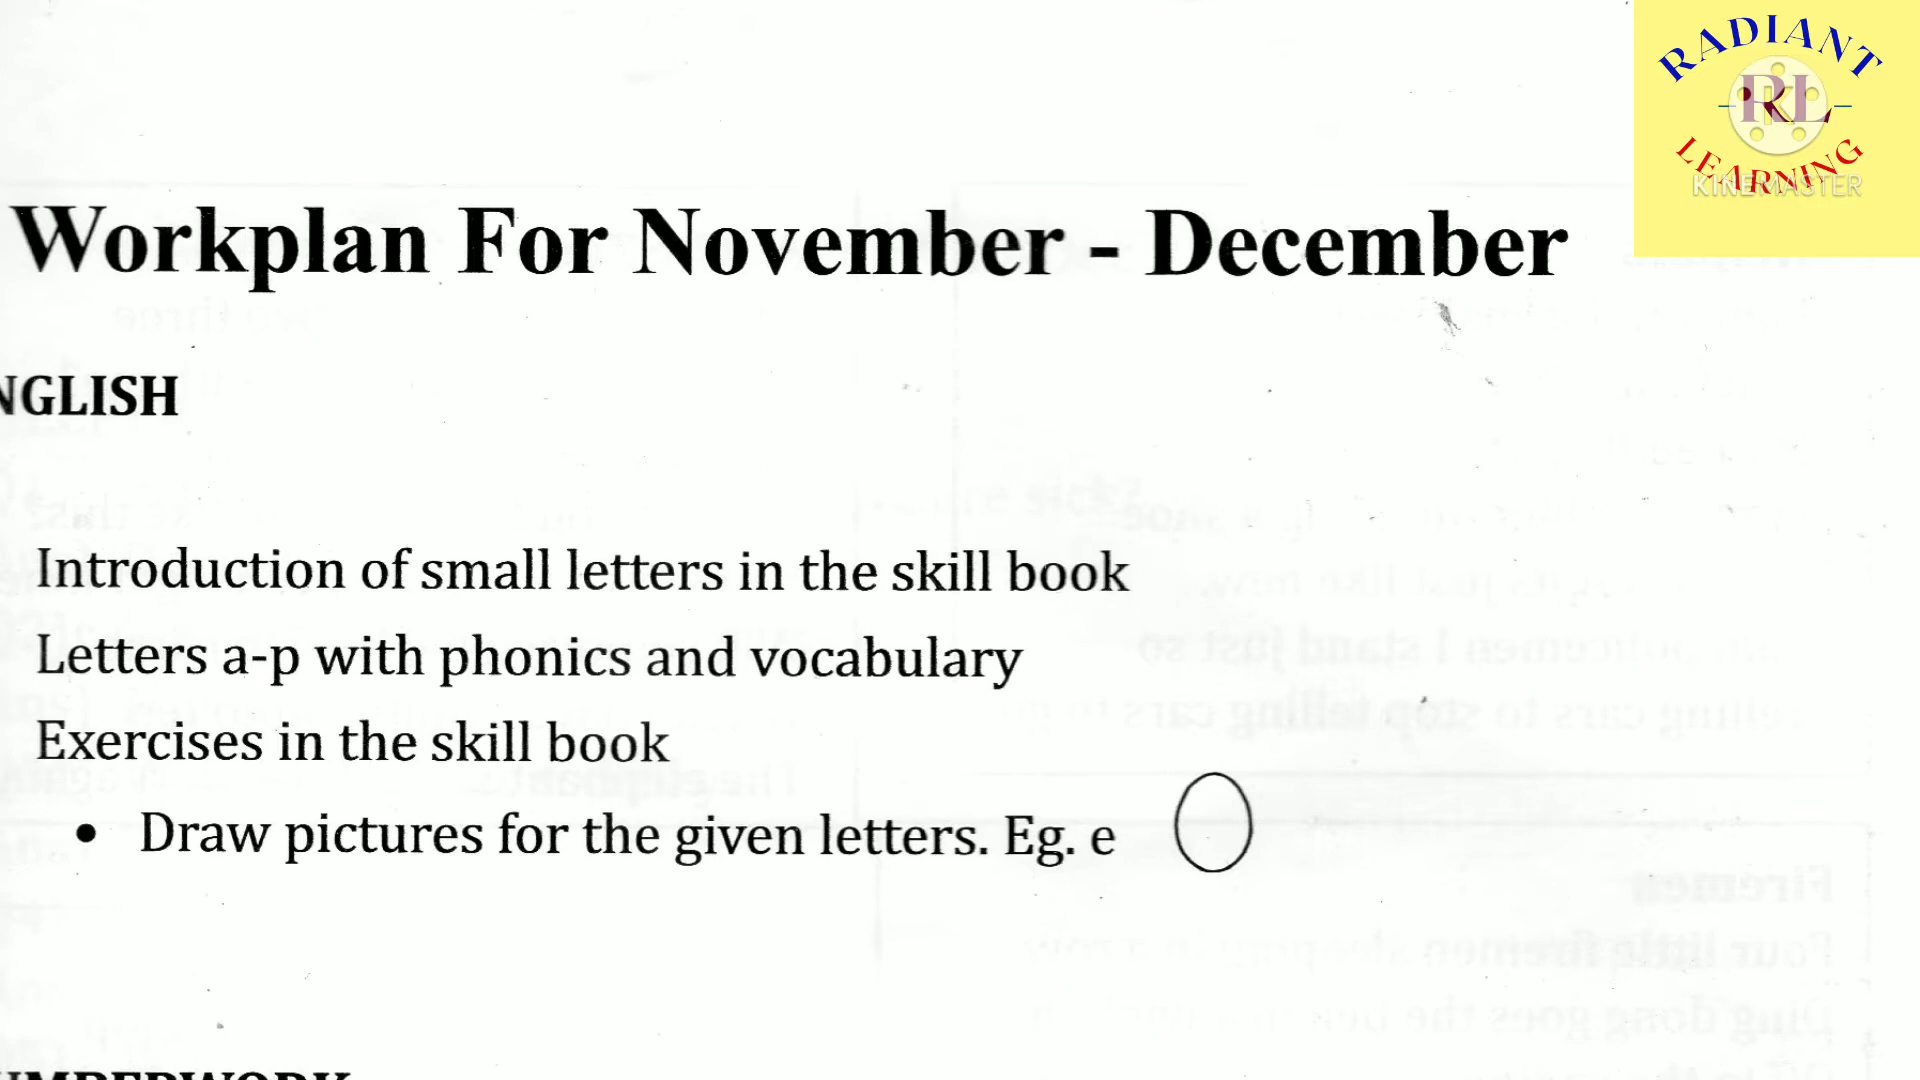 RADIANT
RL
LEARNING
KINEMASTER
Workplan For November - December
NGLISH
Introduction of small letters in the skill book
Letters a-p with phonics and vocabulary
Exercises in the skill book
• Draw pictures for the given letters. Eg. e
UMBERWORK